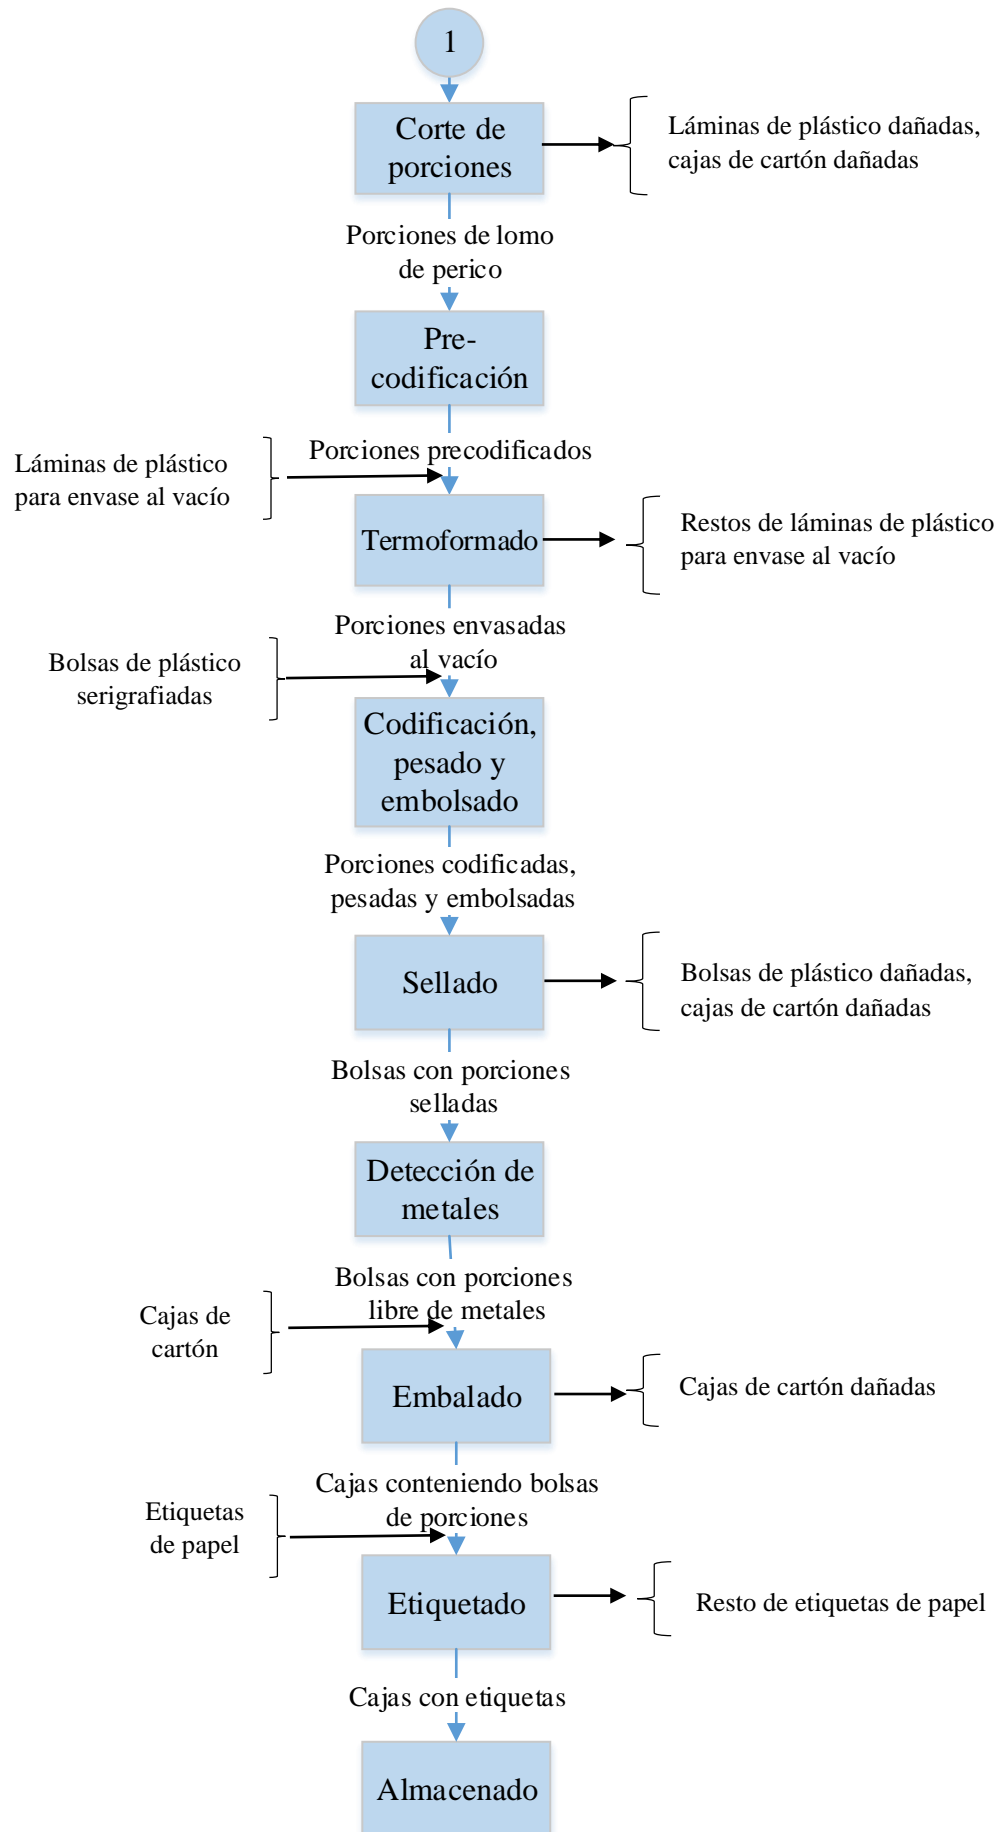 1
Corte de
porciones
Láminas de plástico dañadas,
cajas de cartón dañadas
Porciones de lomo
de perico
Pre-
codificación
Porciones precodificados
Láminas de plástico
para envase al vacío
Termoformado
Restos de láminas de plástico
para envase al vacío
Porciones envasadas
al vacío
Bolsas de plástico
serigrafiadas
Codificación,
pesado y
embolsado
Porciones codificadas,
pesadas y embolsadas
Sellado
Bolsas de plástico dañadas,
cajas de cartón dañadas
Bolsas con porciones
selladas
Detección de
metales
Bolsas con porciones
libre de metales
Cajas de
cartón
Embalado
Cajas de cartón dañadas
Cajas conteniendo bolsas
de porciones
Etiquetas
de papel
Etiquetado
Resto de etiquetas de papel
Cajas con etiquetas
Almacenado